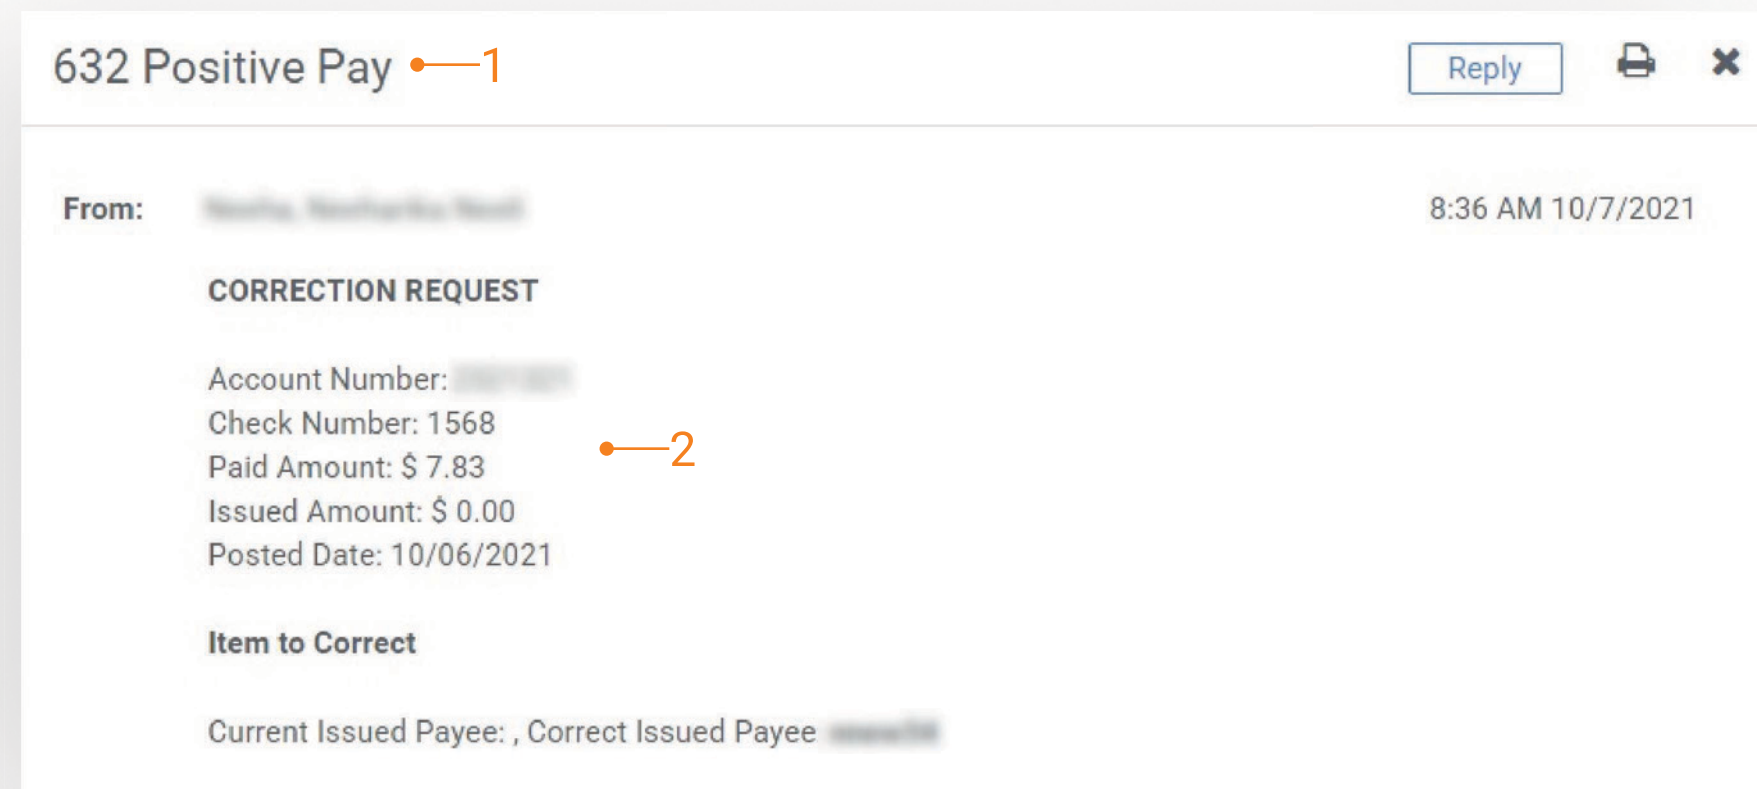 632 Positive Pay 1 Reply
From: 8:36 AM 10/7/2021
CORRECTION REQUEST
Account Number:
Check Number: 1568
2
Paid Amount: $ 7.83
Issued Amount: $ 0.00
Posted Date: 10/06/2021
Item to Correct
Current Issued Payee: , Correct Issued Payee